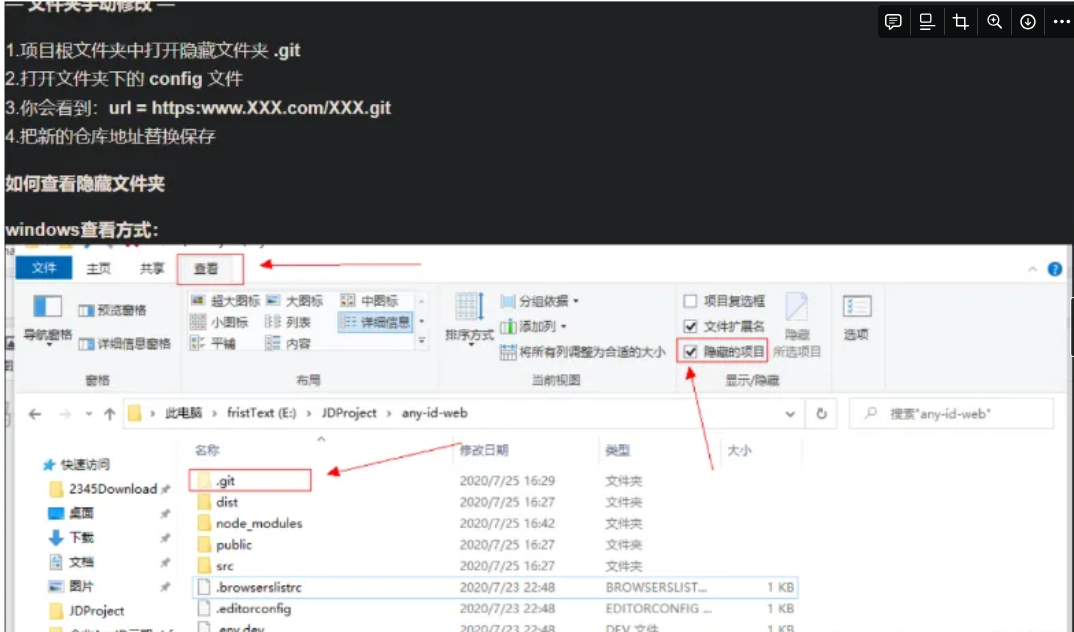 一 文件夹手动修改 一
1.项目根文件夹中打开隐藏文件夹 .git
2.打开文件夹下的 config 文件
3.你会看到：url = https:www.XXX.com/XXX.git
4.把新的仓库地址替换保存
如何查看隐藏文件夹
windows查看方式：
文件 主页 共享 查看
导航窗格 预览窗格 详细信息窗格
窗格
超大图标 大图标 中图标
小图标 列表 详细信息
平铺 内容
布局
排序方式 分组依据
添加列
将所有列调整为合适的大小
当前视图
项目复选框
文件扩展名
隐藏的项目
隐藏
所选项目
显示/隐藏
选项
此电脑 › fristText (E:) › JDProject › any-id-web
搜索"any-id-web"
名称 修改日期 类型 大小
快速访问
2345Download
桌面
下载
文档
图片
JDProject
.git 2020/7/25 16:29 文件夹
dist 2020/7/25 16:27 文件夹
node_modules 2020/7/25 16:42 文件夹
public 2020/7/25 16:27 文件夹
src 2020/7/25 16:27 文件夹
.browserslistrc 2020/7/23 22:48 BROWSERSLIST... 1 KB
.editorconfig 2020/7/23 22:48 EDITORCONFIG ... 1 KB
.env.dev 2020/7/23 22:48 DEV 文件 1 KB